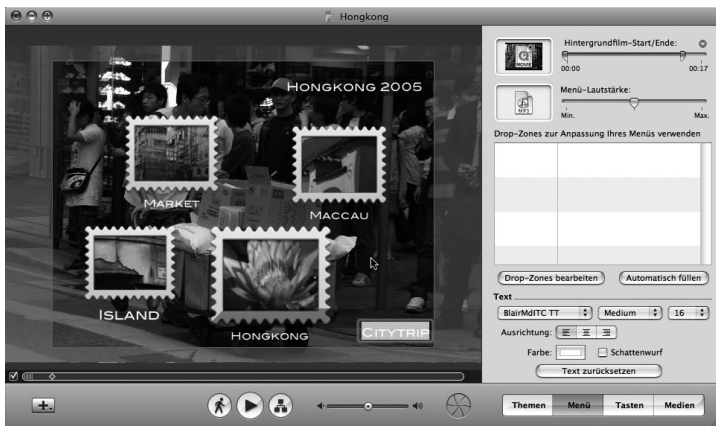 Hongkong
HONGKONG 2005
MARKET
MACCAU
ISLAND
HONGKONG
CITYTRIP
Hintergrundfilm-Start/Ende:
MOVIE
00:00 00:17
Menü-Lautstärke:
MP3
Min. Max.
Drop-Zones zur Anpassung Ihres Menüs verwenden
Drop-Zones bearbeiten Automatisch füllen
Text
BlairMdITC TT Medium 16
Ausrichtung:
Farbe: Schattenwurf
Text zurücksetzen
Themen Menü Tasten Medien